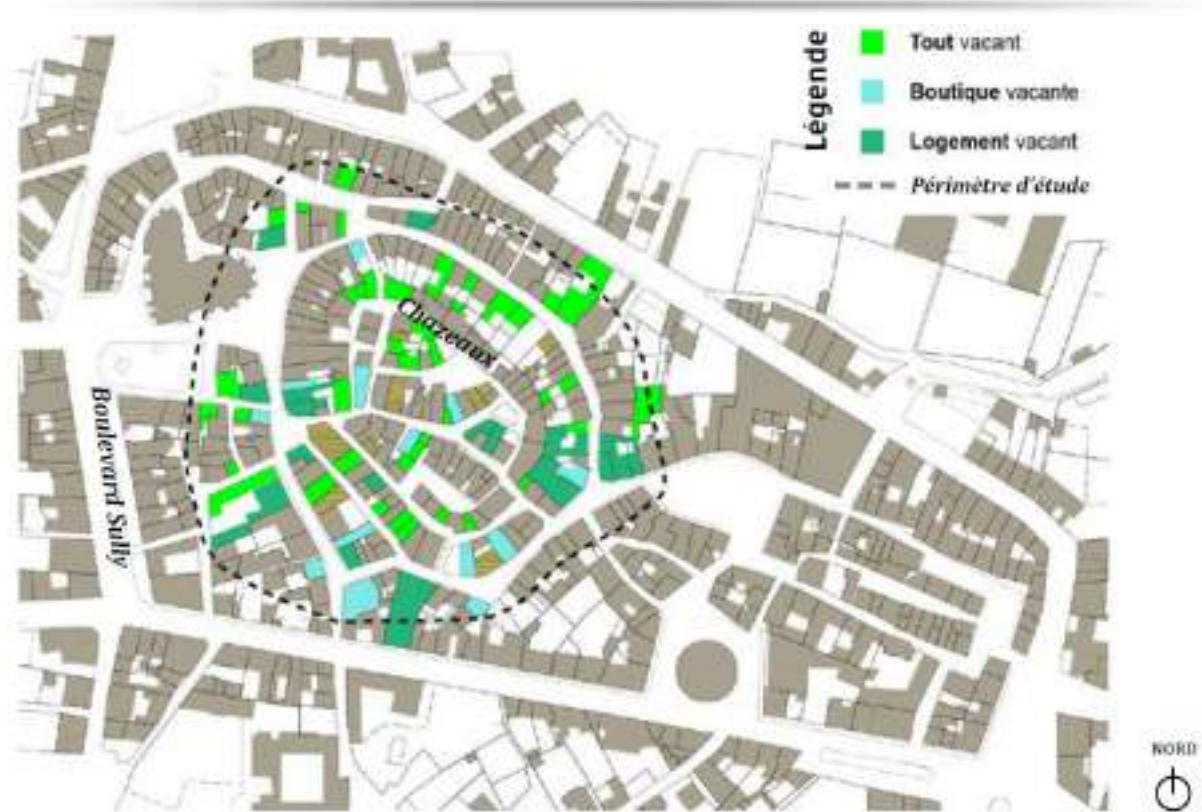 Légende
Tout vacant
Boutique vacante
Logement vacant
Périmètre d'étude
Chazeaux
Boulevard Sully
NORD